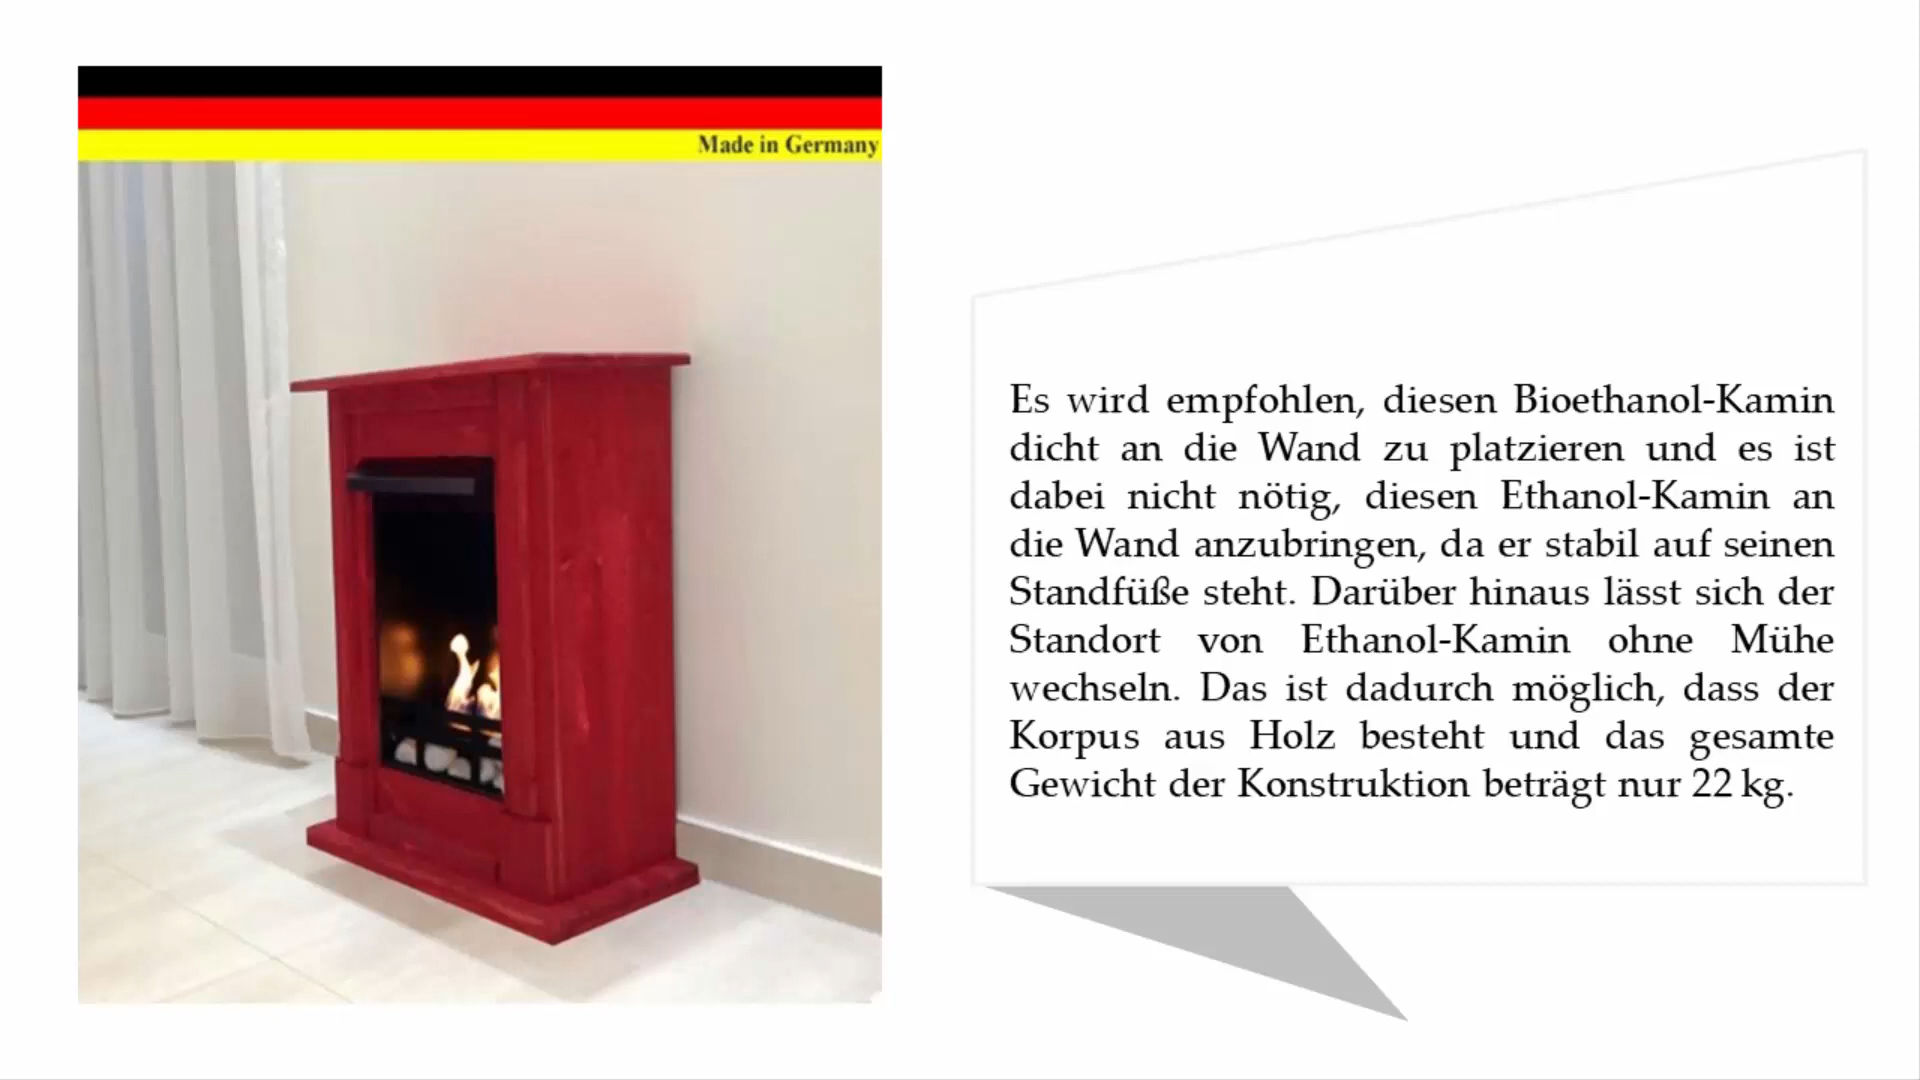 Made in Germany
Es wird empfohlen, diesen Bioethanol-Kamin
dicht an die Wand zu platzieren und es ist
dabei nicht nötig, diesen Ethanol-Kamin an
die Wand anzubringen, da er stabil auf seinen
Standfüße steht. Darüber hinaus lässt sich der
Standort von Ethanol-Kamin ohne Mühe
wechseln. Das ist dadurch möglich, dass der
Korpus aus Holz besteht und das gesamte
Gewicht der Konstruktion beträgt nur 22 kg.